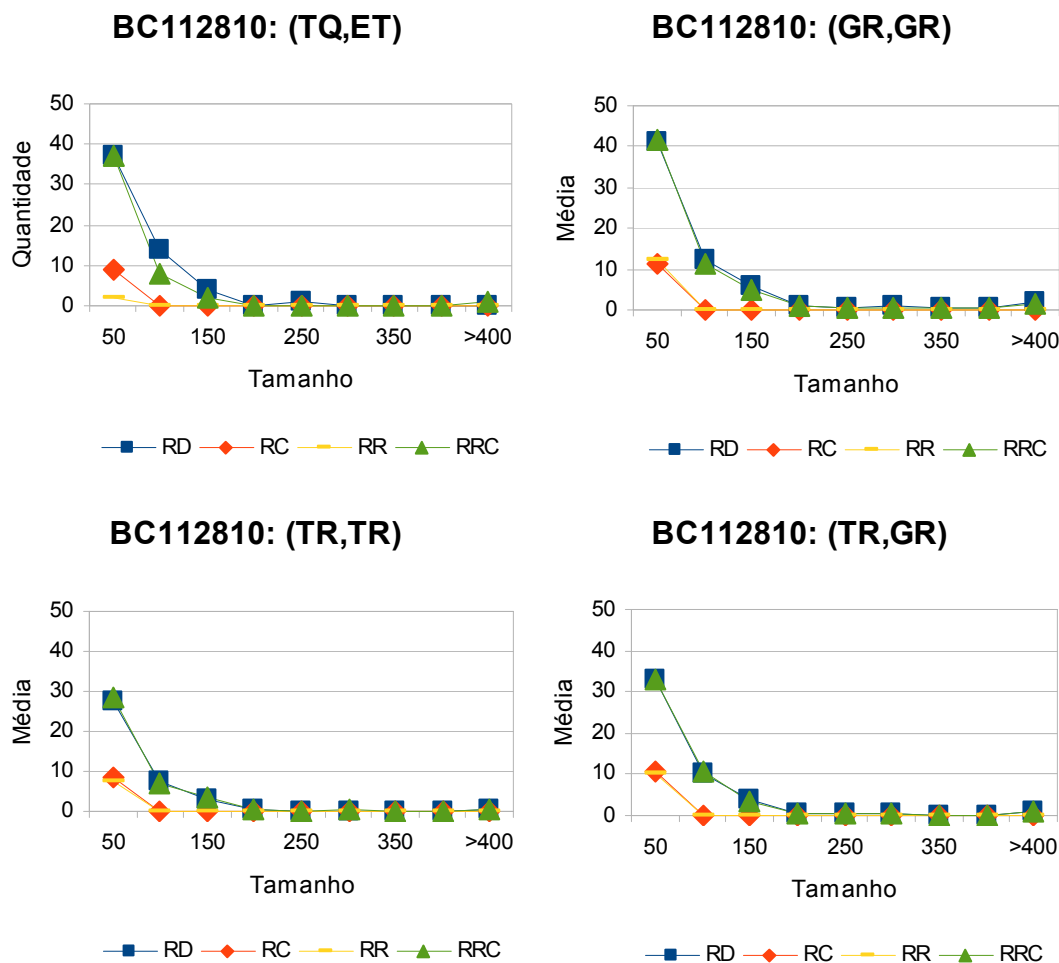 BC112810: (TQ,ET)
Quantidade
50
40
30
20
10
0
50 150 250 350 >400
Tamanho
RD RC RR RRC
BC112810: (GR,GR)
Média
50
40
30
20
10
0
50 150 250 350 >400
Tamanho
RD RC RR RRC
BC112810: (TR,TR)
Média
50
40
30
20
10
0
50 150 250 350 >400
Tamanho
RD RC RR RRC
BC112810: (TR,GR)
Média
50
40
30
20
10
0
50 150 250 350 >400
Tamanho
RD RC RR RRC